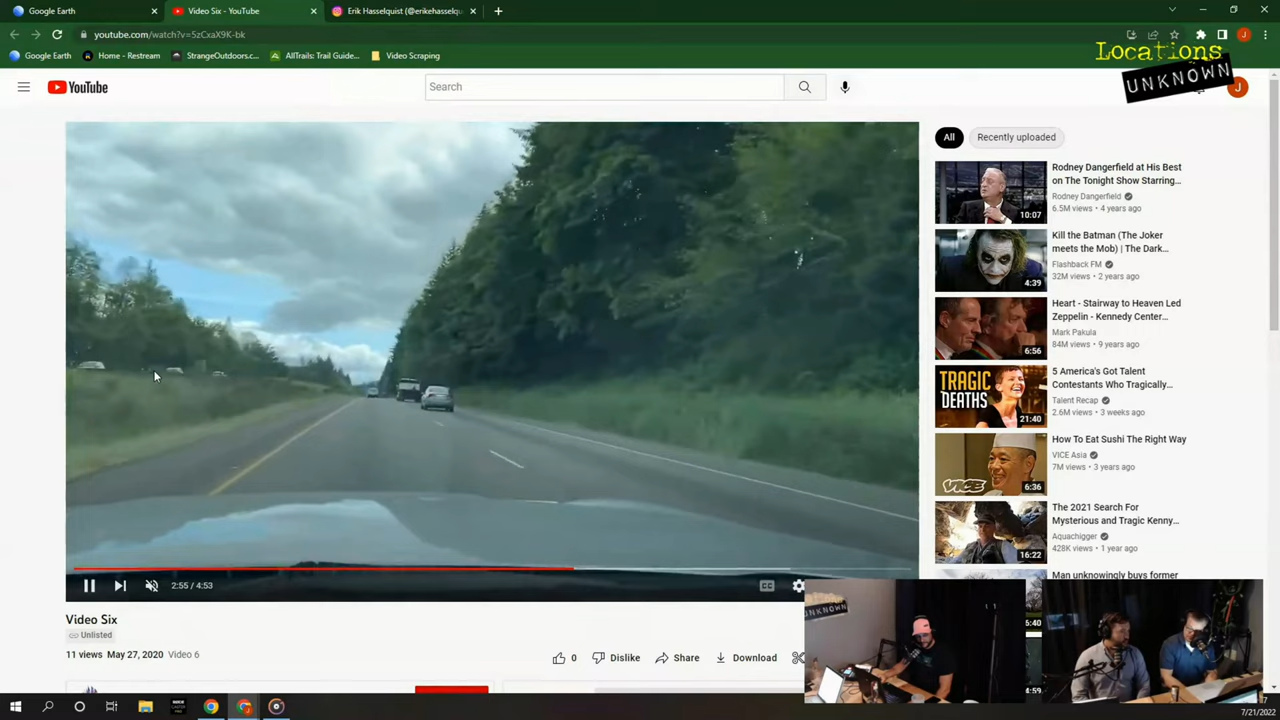 Google Earth
Video Six - YouTube
Erik Hasselquist (@erikehasselqu
youtube.com/watch?v=5zCxaX9K-bk
J
Google Earth
Home - Restream
StrangeOutdoors.c...
AllTrails: Trail Guide...
Video Scraping
Locations
UNKNOWN
YouTube
Search
J
All
Recently uploaded
Rodney Dangerfield at His Best
on The Tonight Show Starring...
Rodney Dangerfield
6.5M views • 4 years ago
10:07
Kill the Batman (The Joker
meets the Mob) | The Dark...
Flashback FM
32M views • 2 years ago
4:39
Heart - Stairway to Heaven Led
Zeppelin - Kennedy Center...
Mark Pakula
84M views • 9 years ago
6:56
TRAGIC
DEATHS
5 America's Got Talent
Contestants Who Tragically...
Talent Recap
2.6M views • 3 weeks ago
21:40
How To Eat Sushi The Right Way
VICE Asia
7M views • 3 years ago
VICE
6:36
The 2021 Search For
Mysterious and Tragic Kenny...
Aquachigger
428K views • 1 year ago
16:22
Man unknowingly buys former
6:40
4:59
2:55 / 4:53
CC
Video Six
Unlisted
11 views May 27, 2020 Video 6
0
Dislike
Share
Download
UNKNOWN
7/21/2022